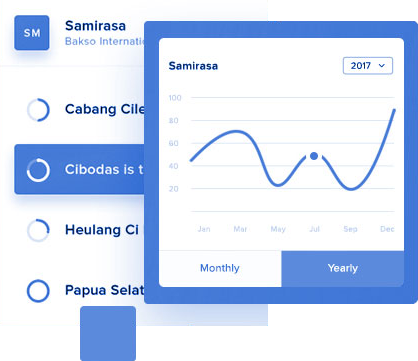 SM
Samirasa
Bakso Internati
Cabang Cile
Cibodas is t
Heulang Ci
Papua Selat
Samirasa
2017
100
80
60
40
20
Jan
Mar
May
Jul
Sep
Dec
Monthly
Yearly